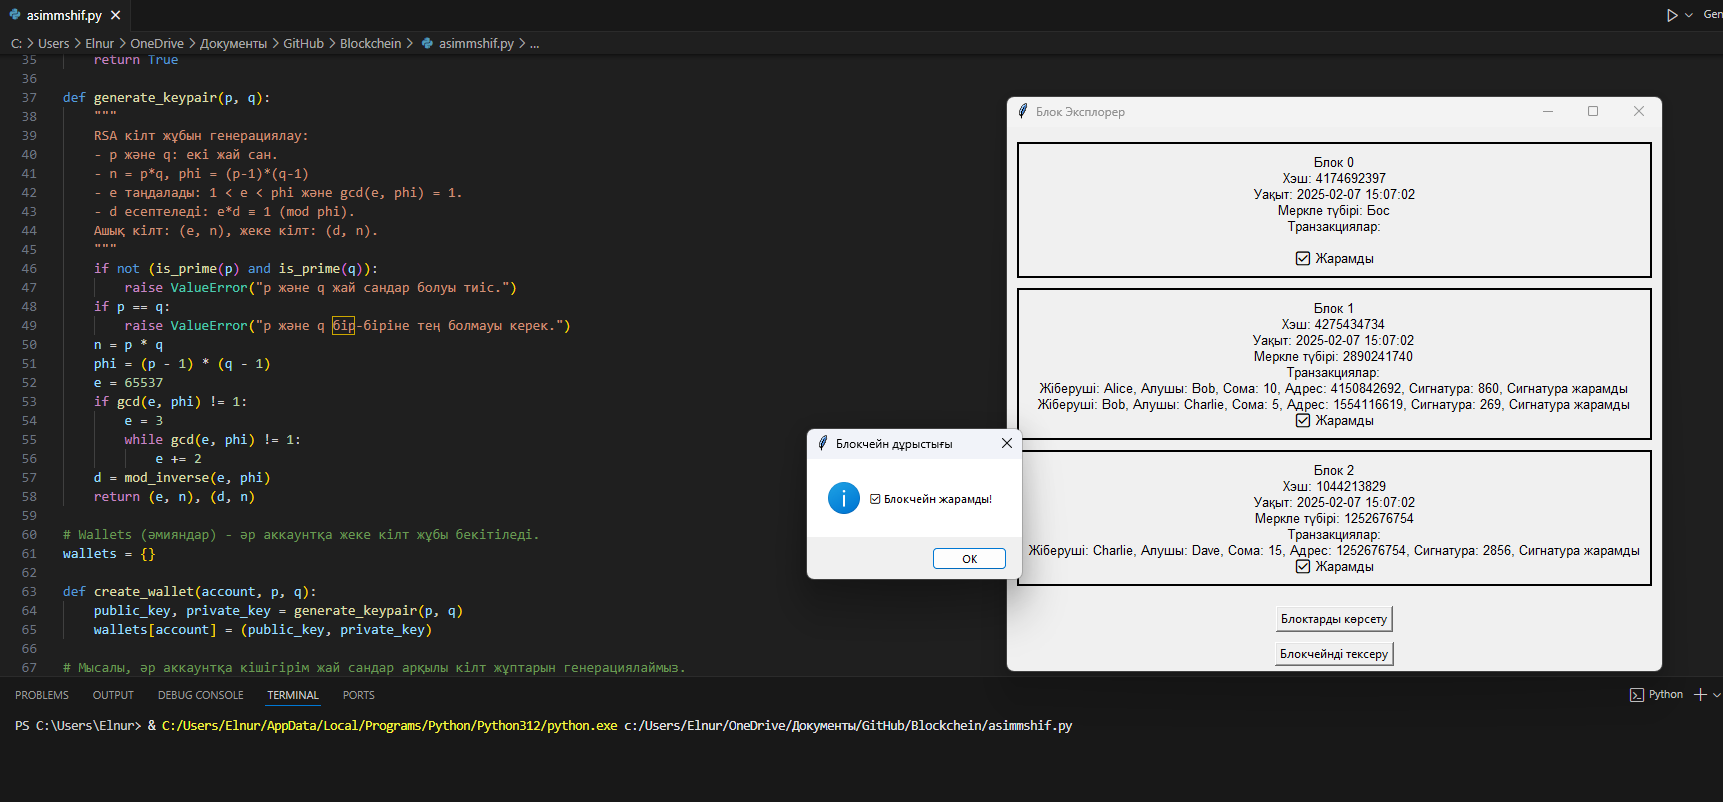 asimmshif.py
Gen
C: > Users > Elnur > OneDrive > Документы > GitHub > Blockchein > asimmshif.py > ...
35 return True
36
37 def generate_keypair(p, q):
38 """
39 RSA кілт жұбын генерациялау:
40 - p және q: екі жай сан.
41 - n = p*q, phi = (p-1)*(q-1)
42 - e таңдалады: 1 < e < phi және gcd(e, phi) = 1.
43 - d есептеледі: e*d ≡ 1 (mod phi).
44 Ашық кілт: (e, n), жеке кілт: (d, n).
45 """
46 if not (is_prime(p) and is_prime(q)):
47 raise ValueError("p және q жай сандар болуы тиіс.")
48 if p == q:
49 raise ValueError("p және q бір-біріне тең болмауы керек.")
50 n = p * q
51 phi = (p - 1) * (q - 1)
52 e = 65537
53 if gcd(e, phi) != 1:
54 e = 3
55 while gcd(e, phi) != 1:
56 e += 2
57 d = mod_inverse(e, phi)
58 return (e, n), (d, n)
59
60 # Wallets (әмияндар) - әр аккаунтқа жеке кілт жұбы бекітіледі.
61 wallets = {}
62
63 def create_wallet(account, p, q):
64 public_key, private_key = generate_keypair(p, q)
65 wallets[account] = (public_key, private_key)
66
67 # Мысалы, әр аккаунтқа кішігірім жай сандар арқылы кілт жұптарын генерациялаймыз.
Блок Эксплорер
Блок 0
Хэш: 4174692397
Уақыт: 2025-02-07 15:07:02
Меркле түбірі: Бос
Транзакциялар:
☑ Жарамды
Блок 1
Хэш: 4275434734
Уақыт: 2025-02-07 15:07:02
Меркле түбірі: 2890241740
Транзакциялар:
Жіберуші: Alice, Алушы: Bob, Сома: 10, Адрес: 4150842692, Сигнатура: 860, Сигнатура жарамды
Жіберуші: Bob, Алушы: Charlie, Сома: 5, Адрес: 1554116619, Сигнатура: 269, Сигнатура жарамды
☑ Жарамды
Блок 2
Хэш: 1044213829
Уақыт: 2025-02-07 15:07:02
Меркле түбірі: 1252676754
Транзакциялар:
Жіберуші: Charlie, Алушы: Dave, Сома: 15, Адрес: 1252676754, Сигнатура: 2856, Сигнатура жарамды
☑ Жарамды
Блоктарды көрсету
Блокчейнді тексеру
Блокчейн дұрыстығы
☑ Блокчейн жарамды!
OK
PROBLEMS OUTPUT DEBUG CONSOLE TERMINAL PORTS
Python
PS C:\Users\Elnur> & C:/Users/Elnur/AppData/Local/Programs/Python/Python312/python.exe c:/Users/Elnur/OneDrive/Документы/GitHub/Blockchein/asimmshif.py